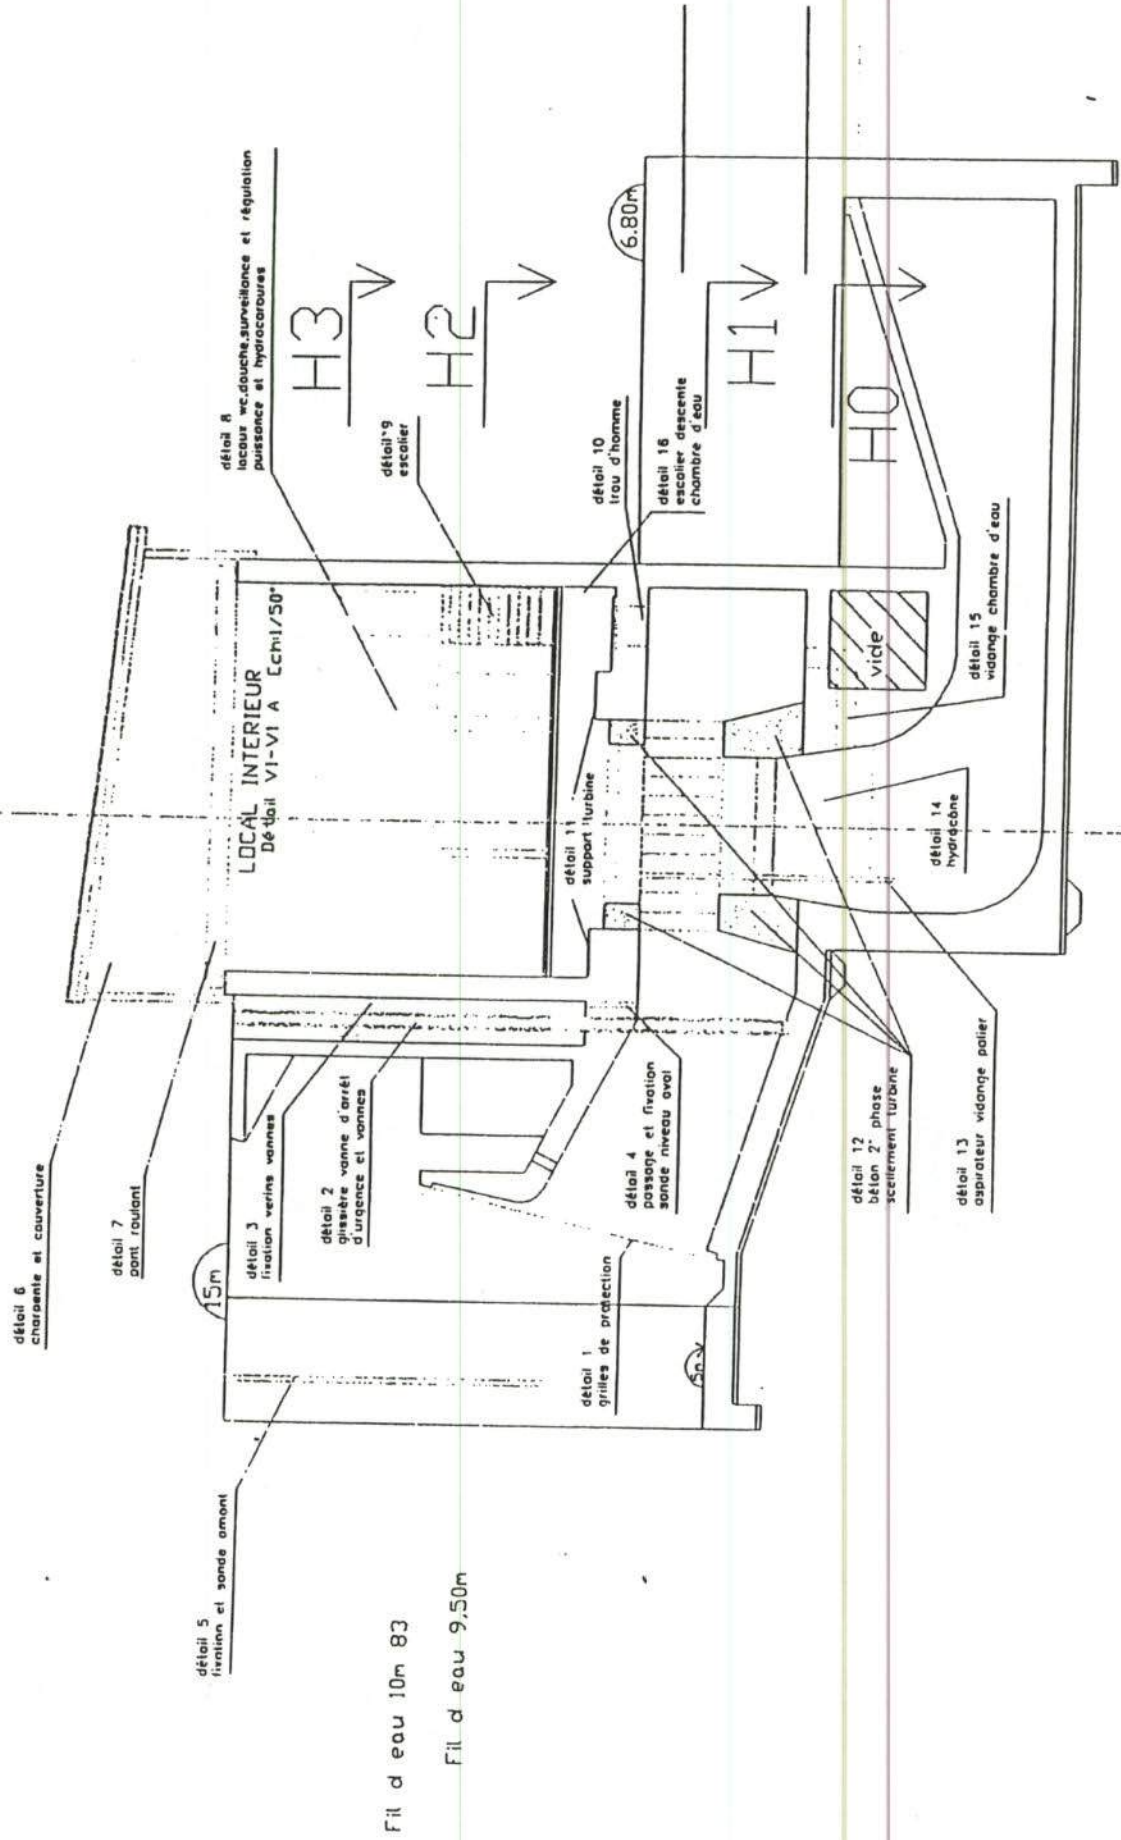 détail 6
charpente et couverture
détail 7
pont roulant
15m
détail 5
fixation et sonde amont
détail 3
fixation verins vannes
détail 2
glissière vanne d'arrêt
d'urgence et vannes
Fil d eau 10m 83
Fil d eau 9,50m
détail 1
grilles de protection
5m
détail 4
passage et fixation
sonde niveau aval
LOCAL INTERIEUR
Détail V1-V1 A Ech:1/50°
détail 8
locaux wc,douche,surveillance et régulation
puissance et hydrocarbures
H3
détail 9
escalier
H2
6.80m
détail 10
trou d'homme
détail 16
escalier descente
chambre d'eau
H1
détail 11
support turbine
H0
vide
détail 15
vidange chambre d'eau
détail 14
hydrocône
détail 12
béton 2° phase
scellement turbine
détail 13
aspirateur vidange palier